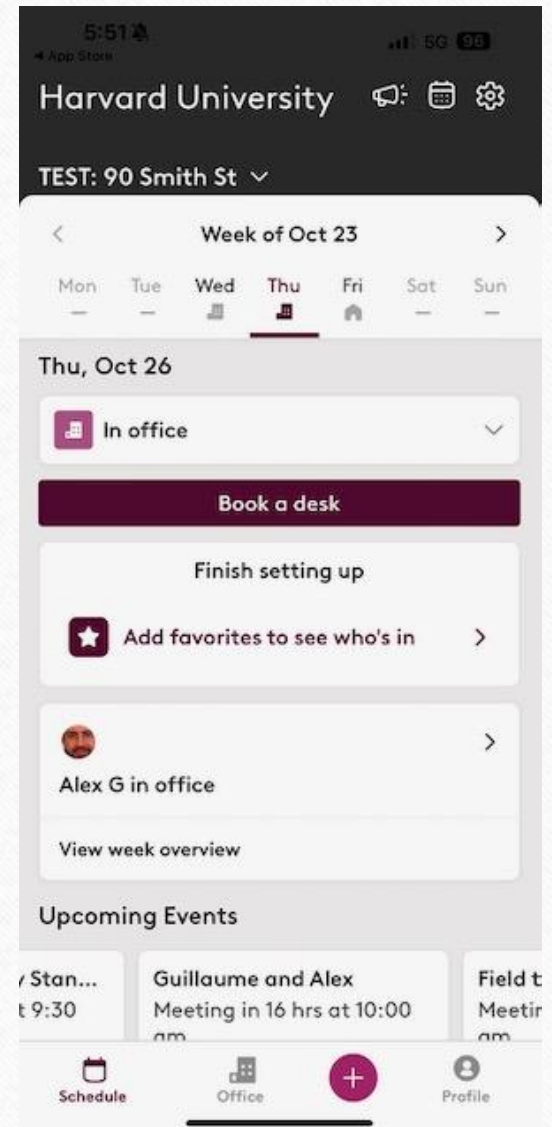 5:51
App Store
5G 96
Harvard University
TEST: 90 Smith St
Week of Oct 23
Mon Tue Wed Thu Fri Sat Sun
Thu, Oct 26
In office
Book a desk
Finish setting up
Add favorites to see who's in
Alex G in office
View week overview
Upcoming Events
y Stan...
t 9:30
Guillaume and Alex
Meeting in 16 hrs at 10:00
am
Field t
Meetin
am
Schedule
Office
Profile